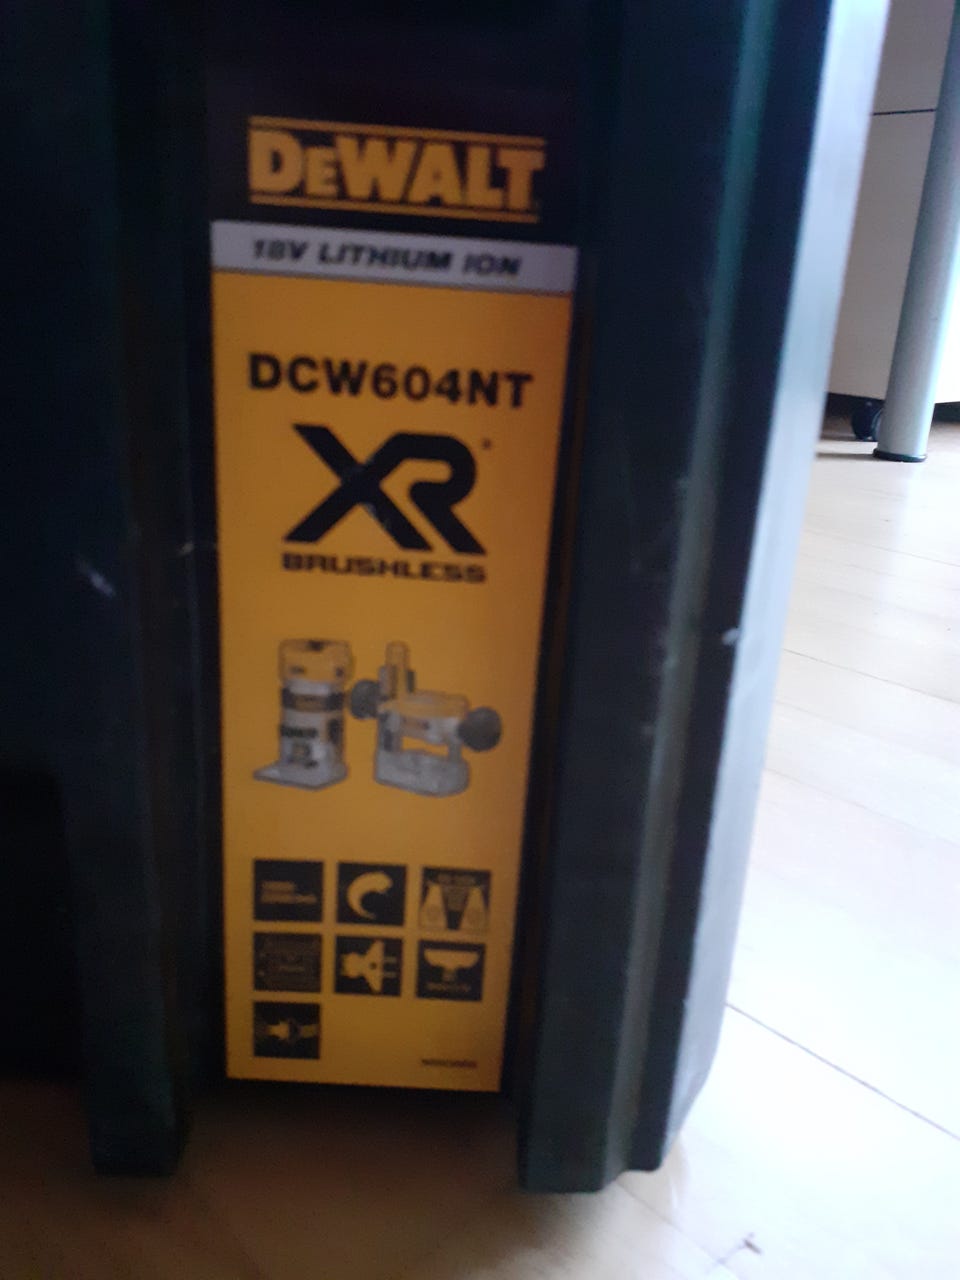 DEWALT
18V LITHIUM ION
DCW604NT
XR
BRUSHLESS